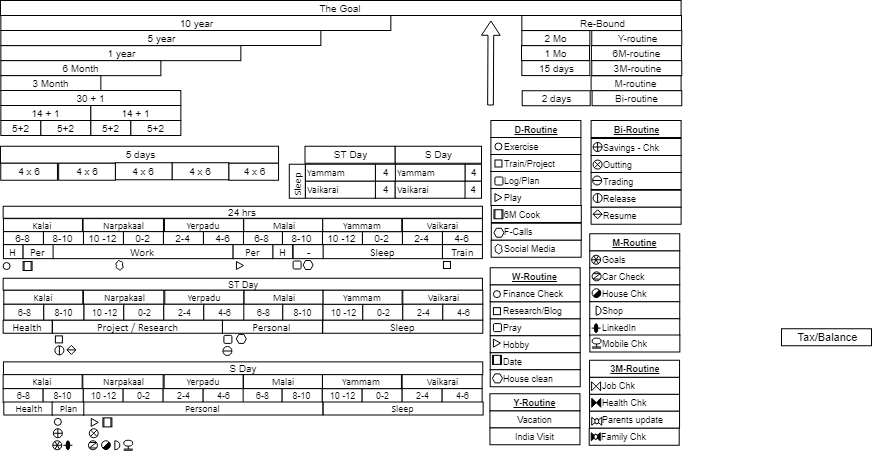 The Goal
10 year
Re-Bound
5 year
2 Mo Y-routine
1 year
1 Mo 6M-routine
6 Month
15 days 3M-routine
3 Month
M-routine
30 + 1
2 days Bi-routine
14 + 1 14 + 1
5+2 5+2 5+2 5+2
5 days
4 x 6 4 x 6 4 x 6 4 x 6 4 x 6
ST Day S Day
Sleep
Yammam 4 Yammam 4
Vaikarai 4 Vaikarai 4
24 hrs
Kalai Narpakaal Yerpadu Malai Yammam Vaikarai
6-8 8-10 10 -12 0-2 2-4 4-6 6-8 8-10 10 -12 0-2 2-4 4-6
H Per Work Per H - Sleep Train
ST Day
Kalai Narpakaal Yerpadu Malai Yammam Vaikarai
6-8 8-10 10 -12 0-2 2-4 4-6 6-8 8-10 10 -12 0-2 2-4 4-6
Health Project / Research Personal Sleep
S Day
Kalai Narpakaal Yerpadu Malai Yammam Vaikarai
6-8 8-10 10 -12 0-2 2-4 4-6 6-8 8-10 10 -12 0-2 2-4 4-6
Health Plan Personal Sleep
D-Routine
Exercise
Train/Project
Log/Plan
Play
6M Cook
F-Calls
Social Media
W-Routine
Finance Check
Research/Blog
Pray
Hobby
Date
House clean
Y-Routine
Vacation
India Visit
Bi-Routine
Savings - Chk
Outting
Trading
Release
Resume
M-Routine
Goals
Car Check
House Chk
Shop
LinkedIn
Mobile Chk
3M-Routine
Job Chk
Health Chk
Parents update
Family Chk
Tax/Balance